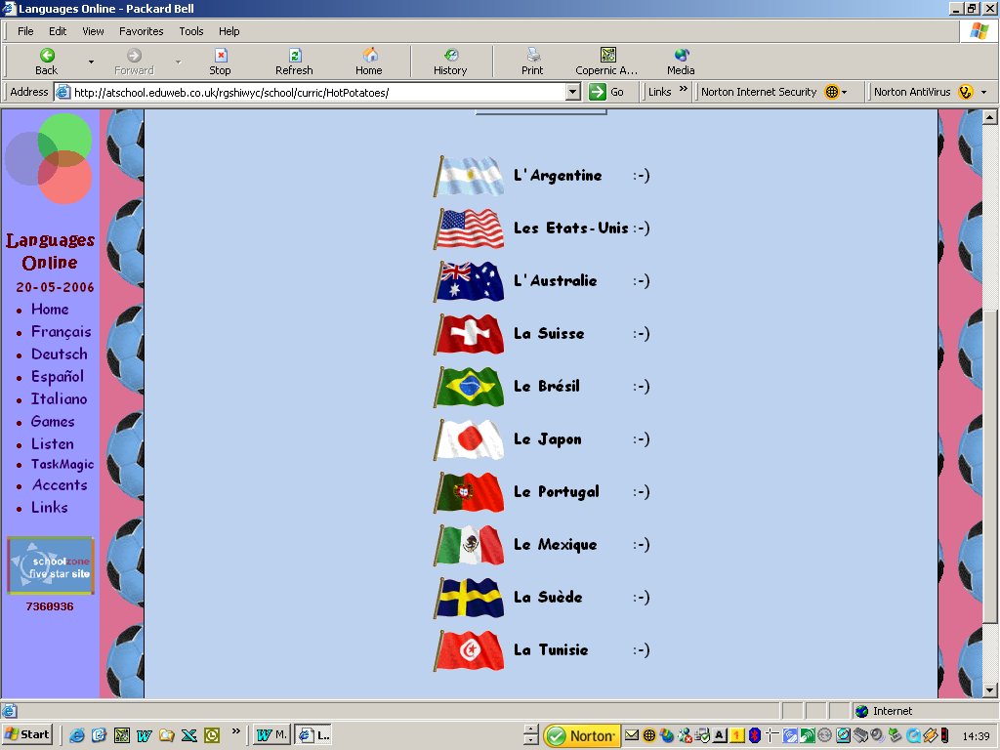 Languages Online - Packard Bell
File Edit View Favorites Tools Help
Back Forward Stop Refresh Home History Print Copernic A... Media
Address http://atschool.eduweb.co.uk/rgshiwyc/school/curric/HotPotatoes/ Go Links » Norton Internet Security Norton AntiVirus
Languages
Online
20-05-2006
Home
Français
Deutsch
Español
Italiano
Games
Listen
TaskMagic
Accents
Links
schoolzone
five star site
7360936
L'Argentine :-)
Les Etats-Unis :-)
L'Australie :-)
La Suisse :-)
Le Brésil :-)
Le Japon :-)
Le Portugal :-)
Le Mexique :-)
La Suède :-)
La Tunisie :-)
Internet
Start » M. L.. Norton 14:39